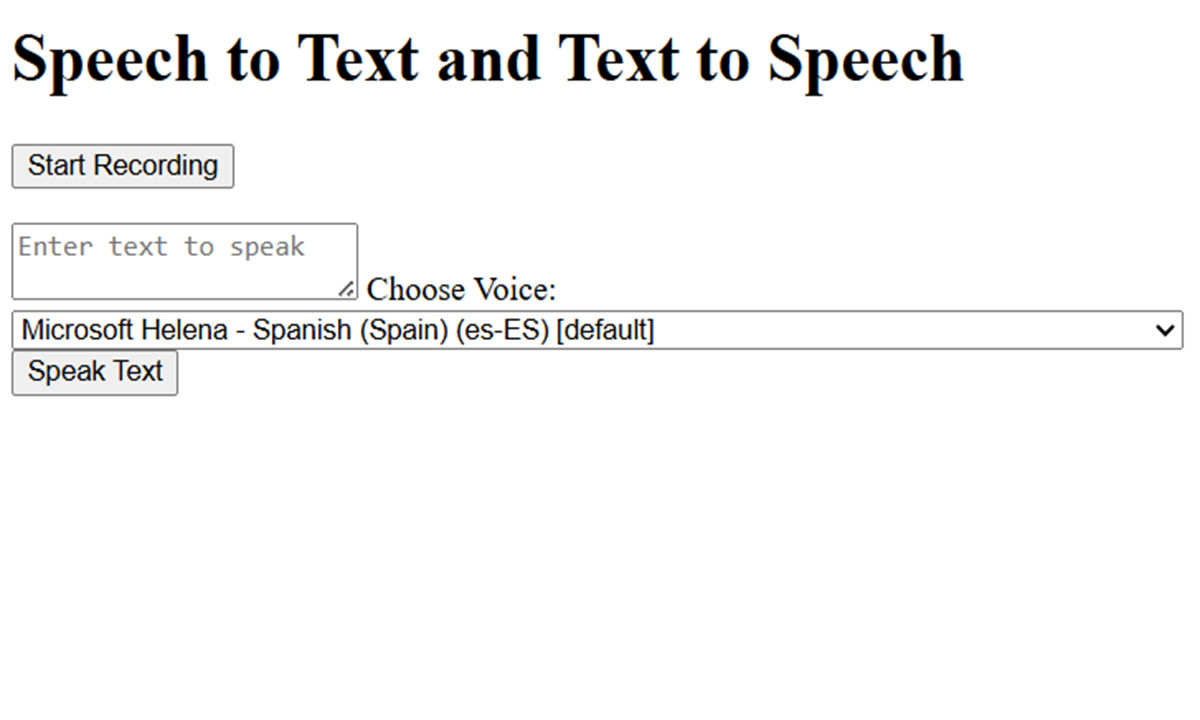 Speech to Text and Text to Speech
Start Recording
Enter text to speak
Choose Voice:
Microsoft Helena - Spanish (Spain) (es-ES) [default]
Speak Text